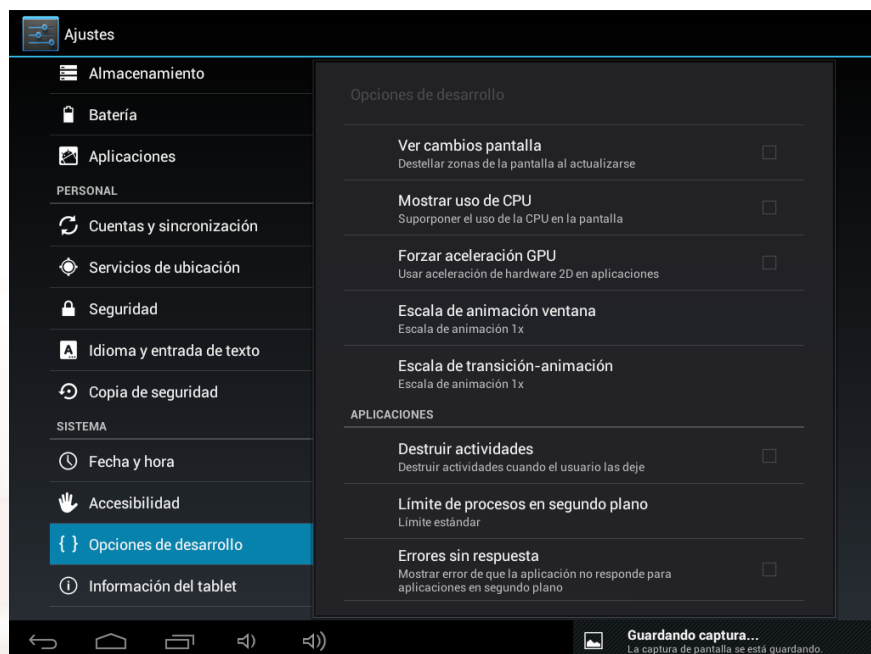 Ajustes
Almacenamiento
Batería
Aplicaciones
PERSONAL
Cuentas y sincronización
Servicios de ubicación
Seguridad
Idioma y entrada de texto
Copia de seguridad
SISTEMA
Fecha y hora
Accesibilidad
{ } Opciones de desarrollo
Información del tablet
Opciones de desarrollo
Ver cambios pantalla
Destellar zonas de la pantalla al actualizarse
Mostrar uso de CPU
Suporponer el uso de la CPU en la pantalla
Forzar aceleración GPU
Usar aceleración de hardware 2D en aplicaciones
Escala de animación ventana
Escala de animación 1x
Escala de transición-animación
Escala de animación 1x
APLICACIONES
Destruir actividades
Destruir actividades cuando el usuario las deje
Límite de procesos en segundo plano
Límite estándar
Errores sin respuesta
Mostrar error de que la aplicación no responde para
aplicaciones en segundo plano
Guardando captura...
La captura de pantalla se está guardando.